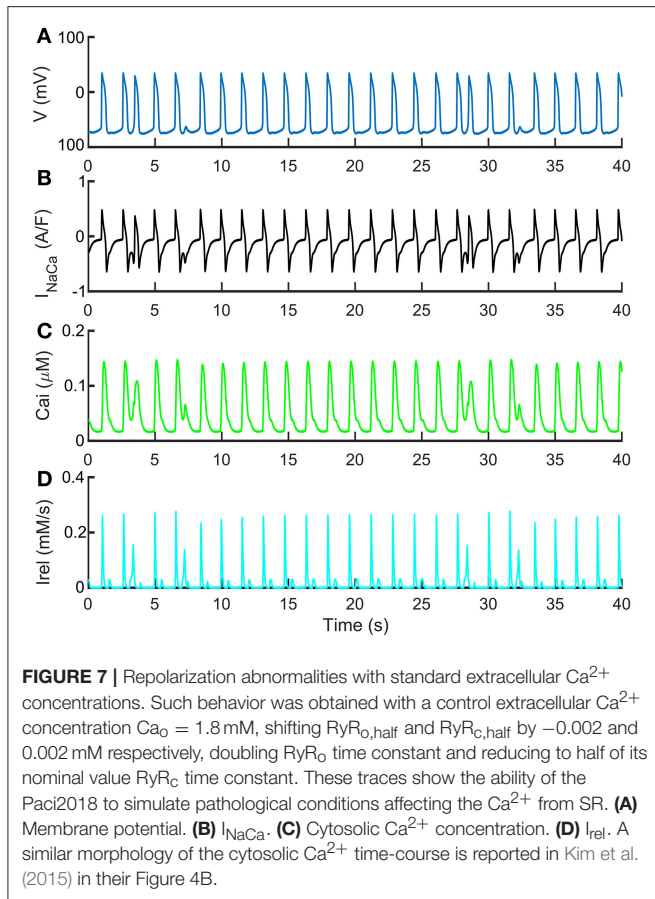 A
100
0
100
V (mV)
0 5 10 15 20 25 30 35 40
B
1
0
-1
I_NaCa (A/F)
0 5 10 15 20 25 30 35 40
C
0.2
0.1
0
Cai (μM)
0 5 10 15 20 25 30 35 40
D
0.4
0.2
0
Irel (mM/s)
0 5 10 15 20 25 30 35 40
Time (s)
FIGURE 7 | Repolarization abnormalities with standard extracellular Ca2+
concentrations. Such behavior was obtained with a control extracellular Ca2+
concentration Cao = 1.8 mM, shifting RyRo,half and RyRc,half by −0.002 and
0.002 mM respectively, doubling RyRo time constant and reducing to half of its
nominal value RyRc time constant. These traces show the ability of the
Paci2018 to simulate pathological conditions affecting the Ca2+ from SR. (A)
Membrane potential. (B) INaCa. (C) Cytosolic Ca2+ concentration. (D) Irel. A
similar morphology of the cytosolic Ca2+ time-course is reported in Kim et al.
(2015) in their Figure 4B.